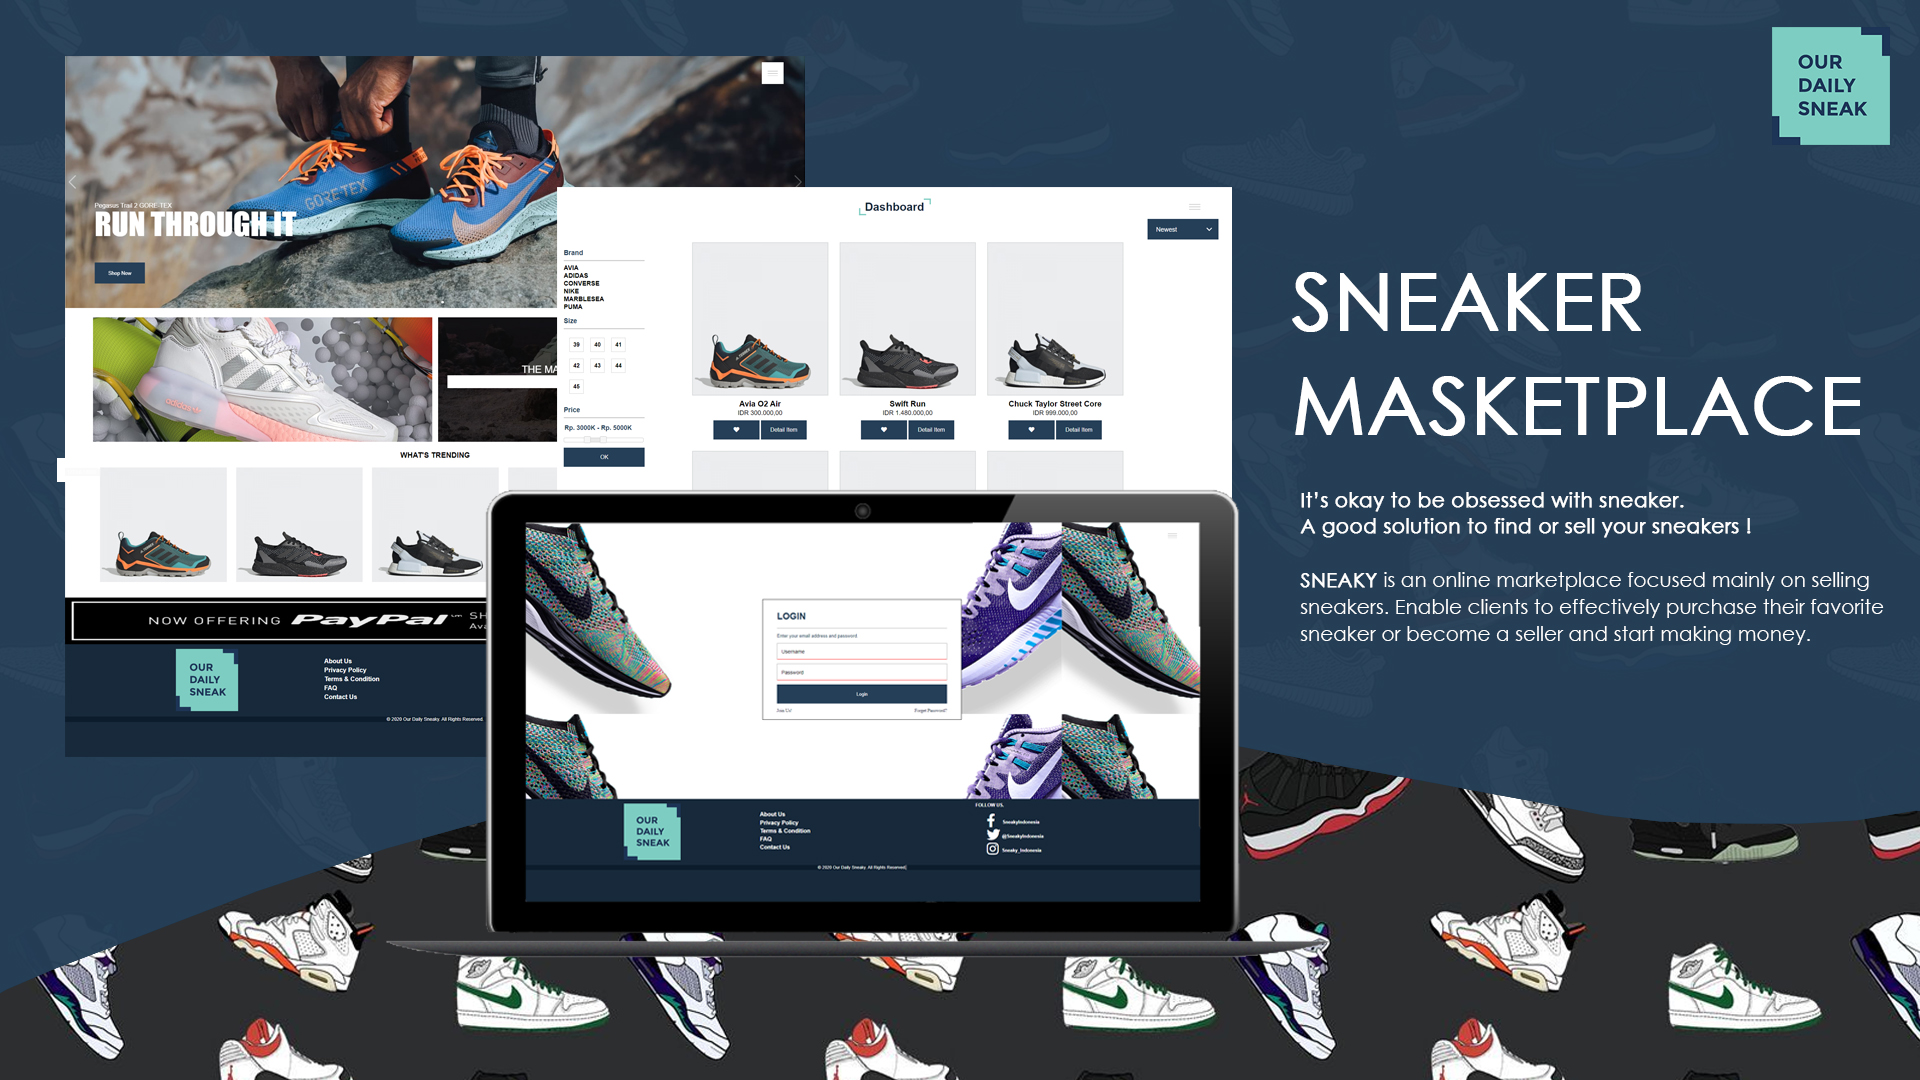 OUR
DAILY
SNEAK
GORE-TEX
Pegasus Trail 2 GORE-TEX
RUN THROUGH IT
Shop Now
THE MA
WHAT'S TRENDING
NOW OFFERING PayPal
SH
Ava
OUR
DAILY
SNEAK
About Us
Privacy Policy
Terms & Condition
FAQ
Contact Us
© 2020 Our Daily Sneaky. All Rights Reserved.
Dashboard
Newest
Brand
AVIA
ADIDAS
CONVERSE
NIKE
MARBLESEA
PUMA
Size
39 40 41
42 43 44
45
Price
Rp. 3000K - Rp. 5000K
OK
Avia O2 Air
IDR 300.000,00
Detail Item
Swift Run
IDR 1.480.000,00
Detail Item
Chuck Taylor Street Core
IDR 999.000,00
Detail Item
LOGIN
Enter your email address and password
Username
Password
Login
Join Us!
Forget Password?
OUR
DAILY
SNEAK
About Us
Privacy Policy
Terms & Condition
FAQ
Contact Us
FOLLOW US,
SneakyIndonesia
@SneakyIndonesia
Sneaky_Indonesia
© 2020 Our Daily Sneaky. All Rights Reserved.
SNEAKER
MASKETPLACE
It's okay to be obsessed with sneaker.
A good solution to find or sell your sneakers !
SNEAKY is an online marketplace focused mainly on selling
sneakers. Enable clients to effectively purchase their favorite
sneaker or become a seller and start making money.